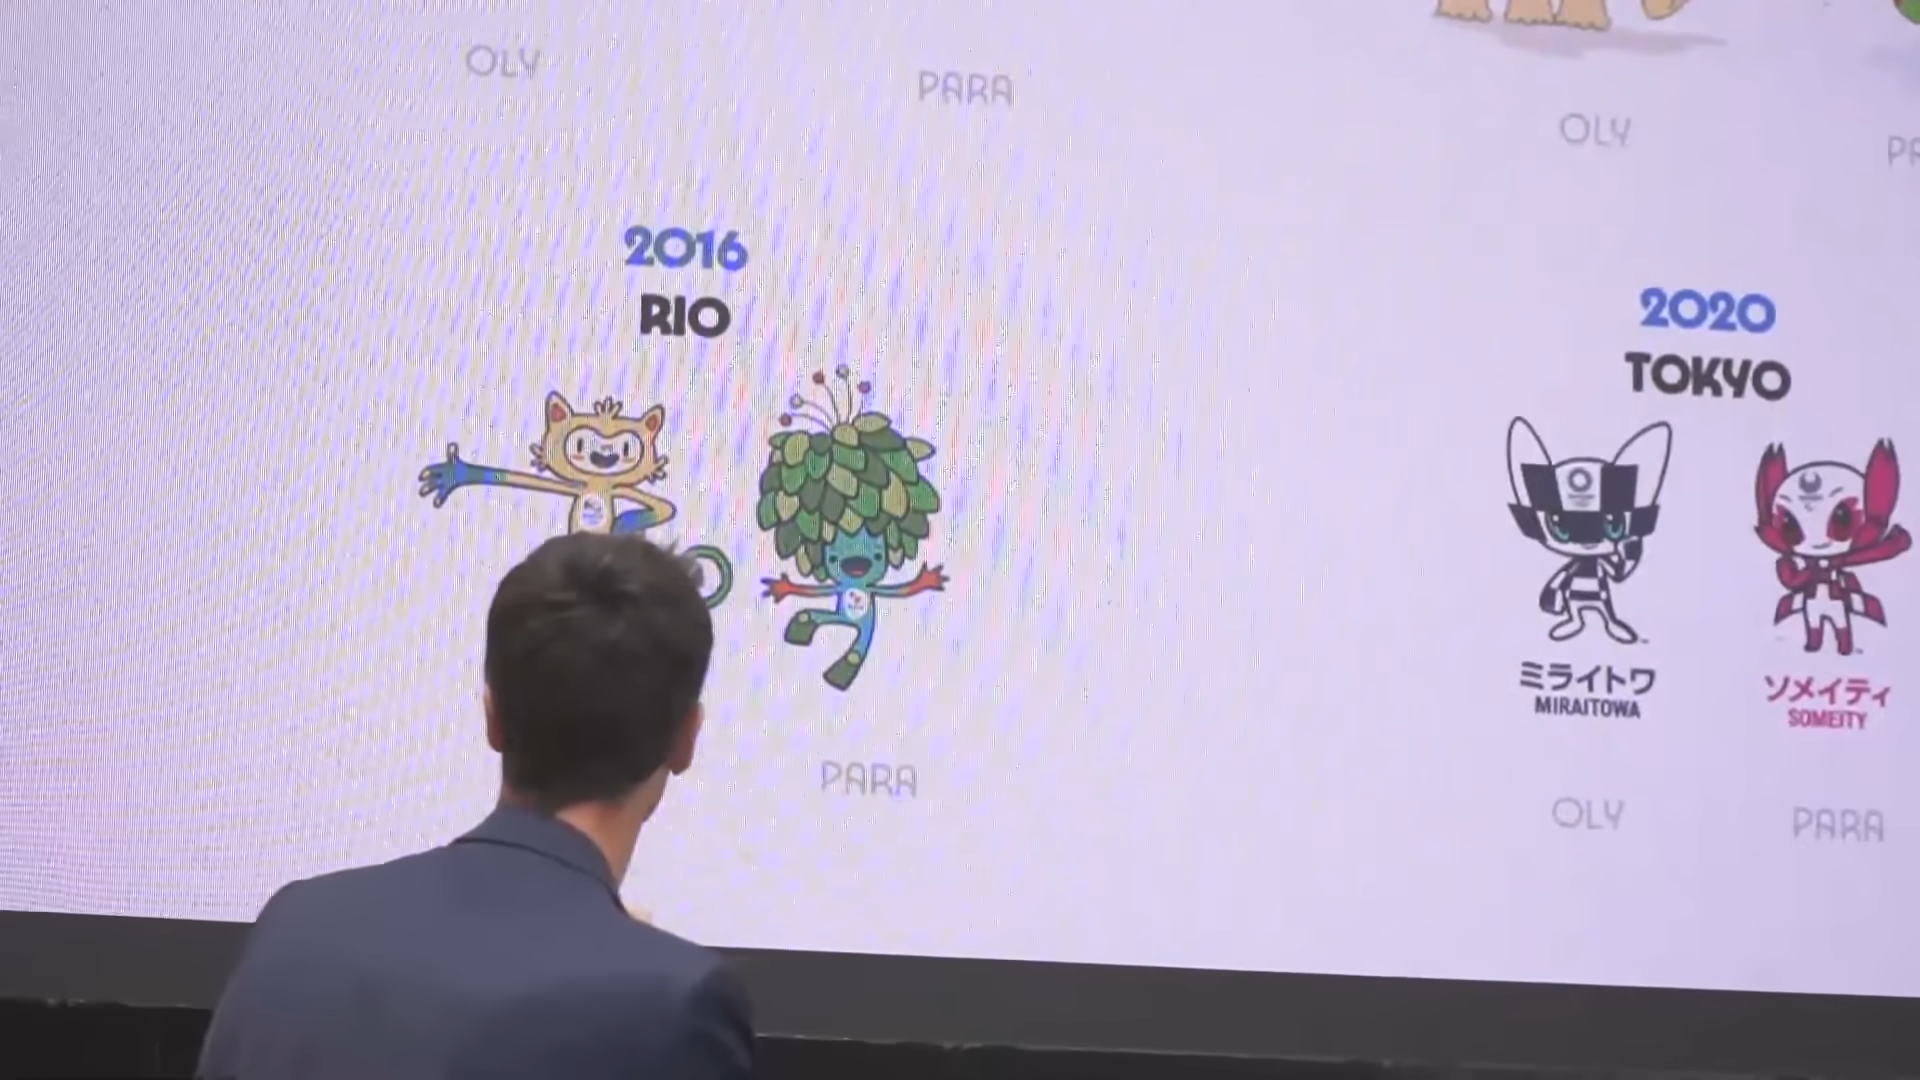 OLY
PARA
OLY
2016
RIO
PARA
2020
TOKYO
ミライトワ
MIRAITOWA
ソメイティ
SOMEITY
OLY
PARA